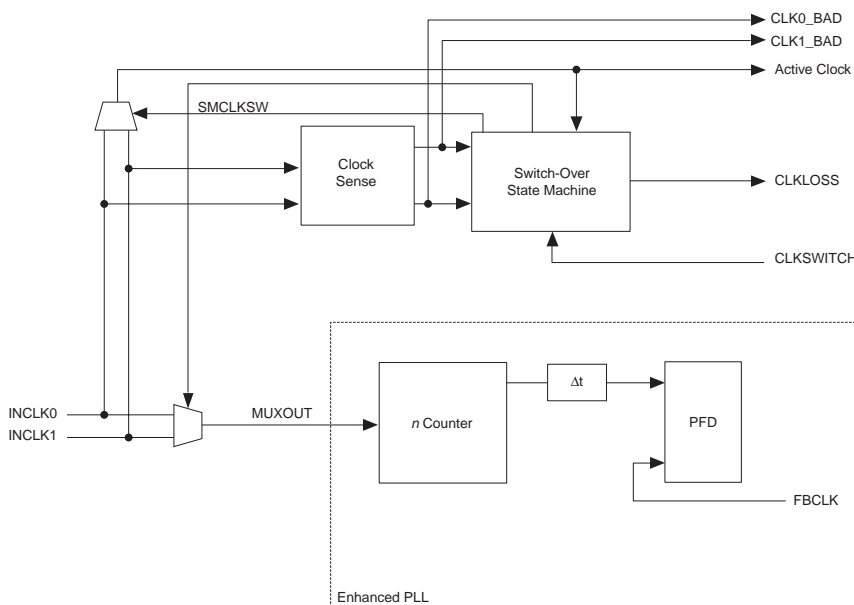 CLK0_BAD
CLK1_BAD
Active Clock
SMCLKSW
Clock
Sense
Switch-Over
State Machine
CLKLOSS
CLKSWITCH
INCLK0
INCLK1
MUXOUT
n Counter
Δt
PFD
FBCLK
Enhanced PLL